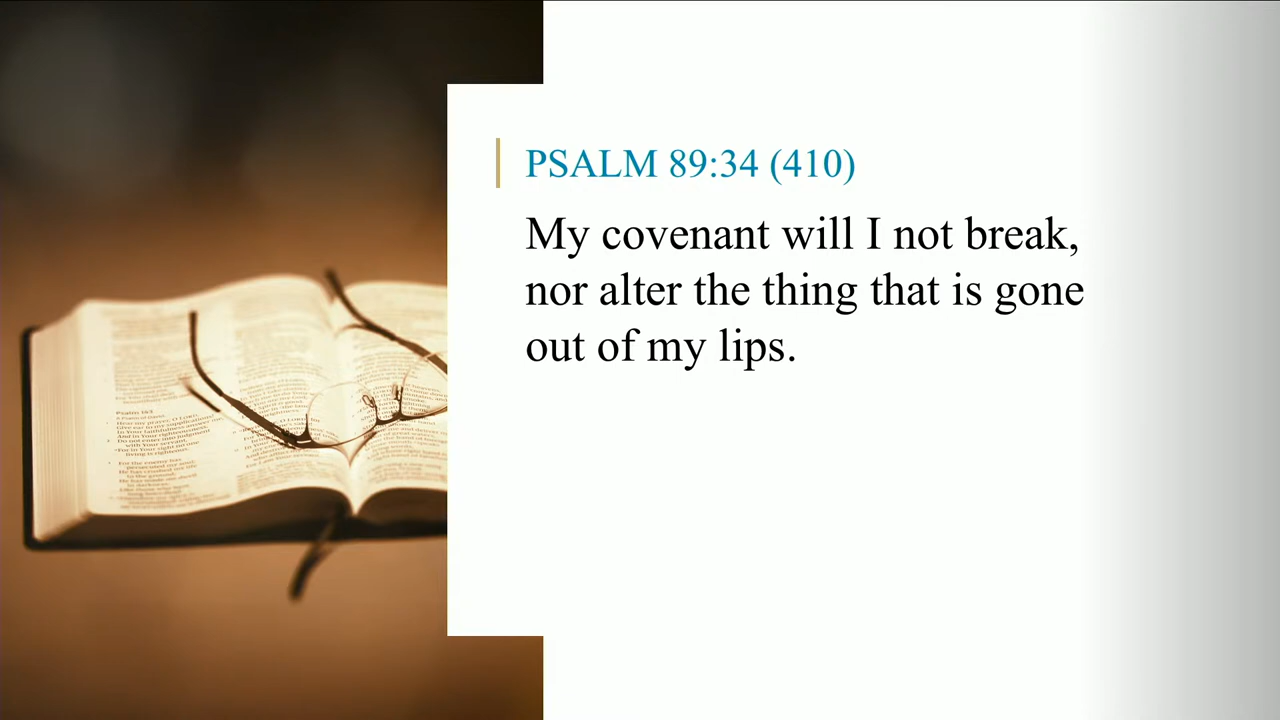 PSALM 89:34 (410)
My covenant will I not break,
nor alter the thing that is gone
out of my lips.